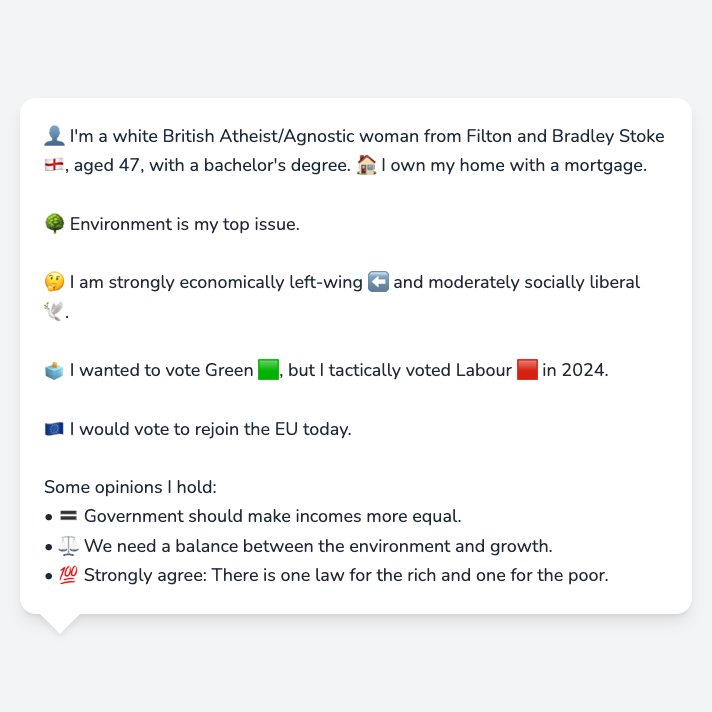 👤 I'm a white British Atheist/Agnostic woman from Filton and Bradley Stoke
🏴󠁧󠁢󠁥󠁮󠁧󠁿, aged 47, with a bachelor's degree. 🏠 I own my home with a mortgage.
🌳 Environment is my top issue.
🤔 I am strongly economically left-wing ⬅️ and moderately socially liberal
🕊️.
🗳️ I wanted to vote Green 🟩, but I tactically voted Labour 🟥 in 2024.
🇪🇺 I would vote to rejoin the EU today.
Some opinions I hold:
• 🟰 Government should make incomes more equal.
• ⚖️ We need a balance between the environment and growth.
• 💯 Strongly agree: There is one law for the rich and one for the poor.